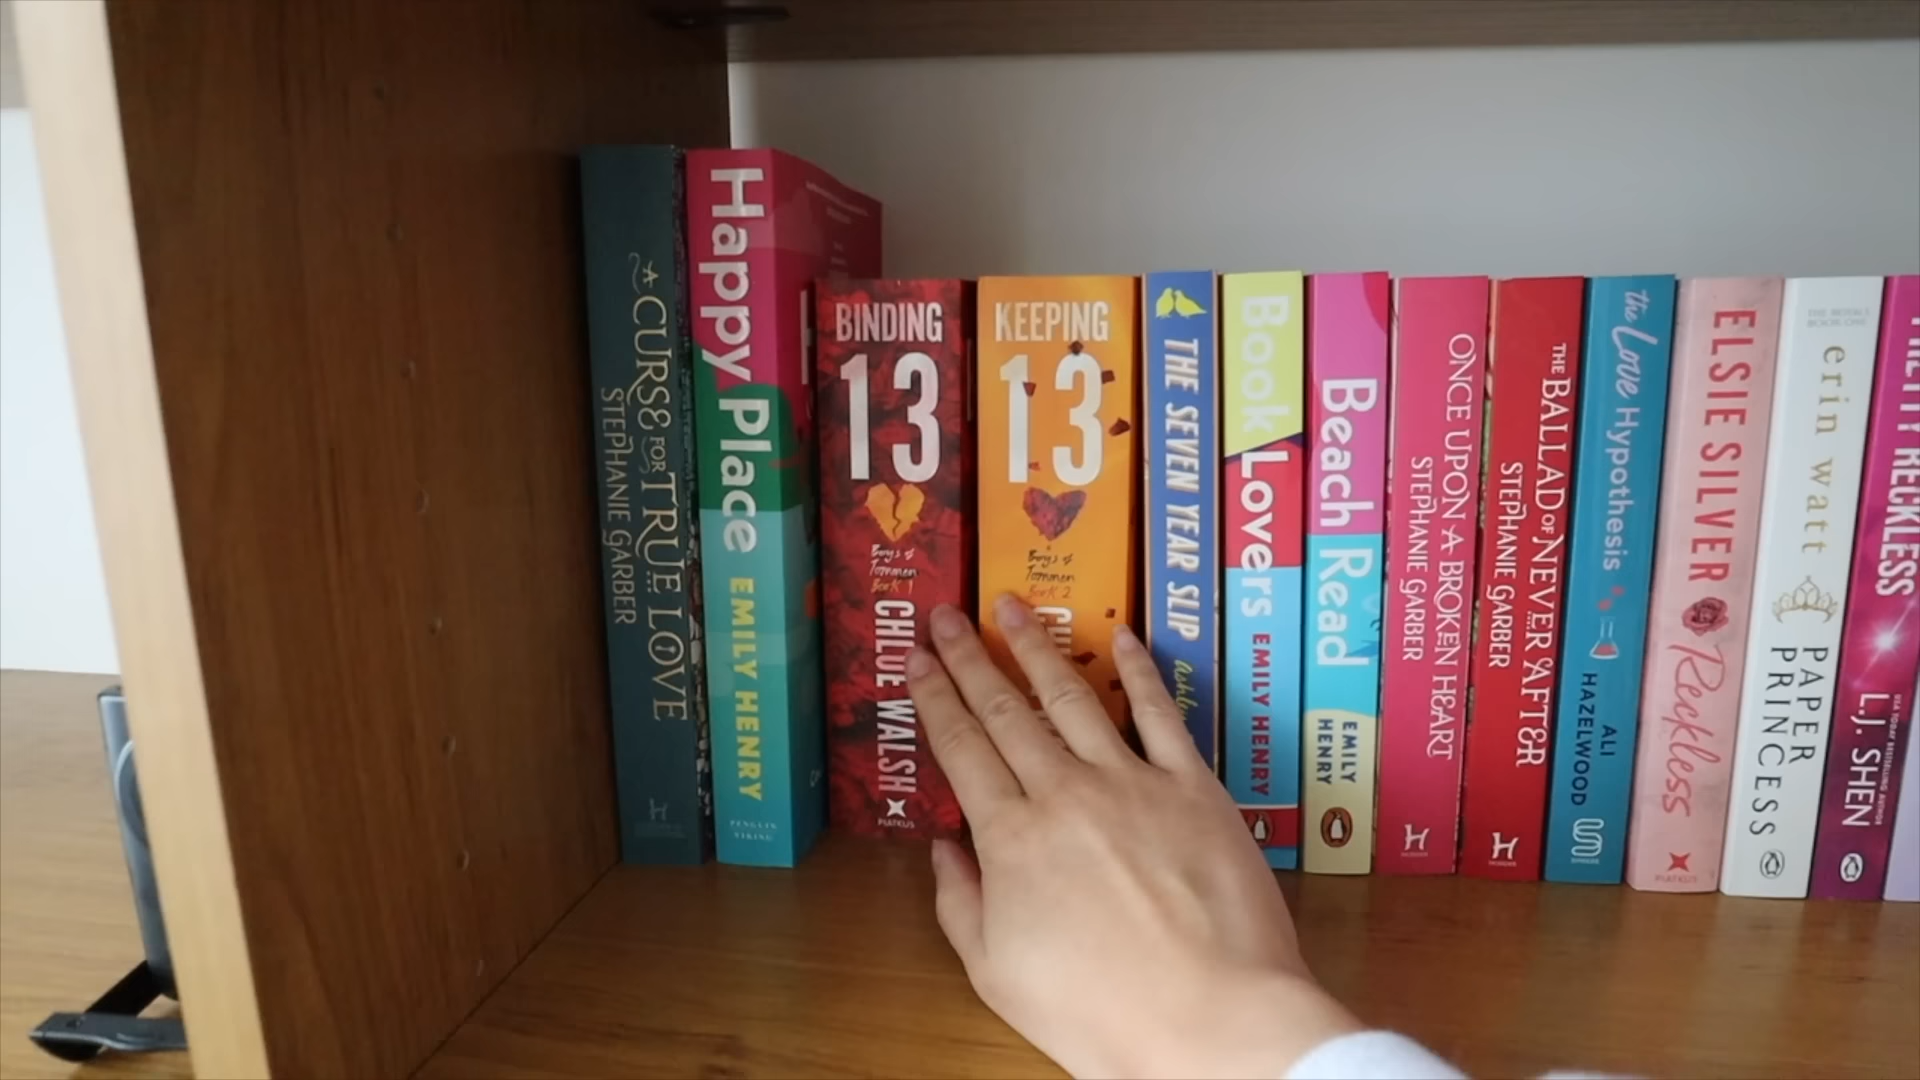 A CURSE FOR TRUE LOVE
STEPHANIE GARBER
Happy Place
EMILY HENRY
PENGUIN
VIKING
BINDING
13
Boys of
Tommen
Book 1
CHLOE WALSH
PIATKUS
KEEPING
13
Boys of
Tommen
Book 2
THE SEVEN YEAR SLIP
Book Lovers
EMILY HENRY
Beach Read
EMILY
HENRY
ONCE UPON A BROKEN HEART
STEPHANIE GARBER
THE BALLAD OF NEVER AFTER
STEPHANIE GARBER
the Love Hypothesis
ALI
HAZELWOOD
ELSIE SILVER
Reckless
PIATKUS
THE ROYALS
BOOK ONE
erin watt
PAPER
PRINCESS
PRETTY RECKLESS
L.J. SHEN